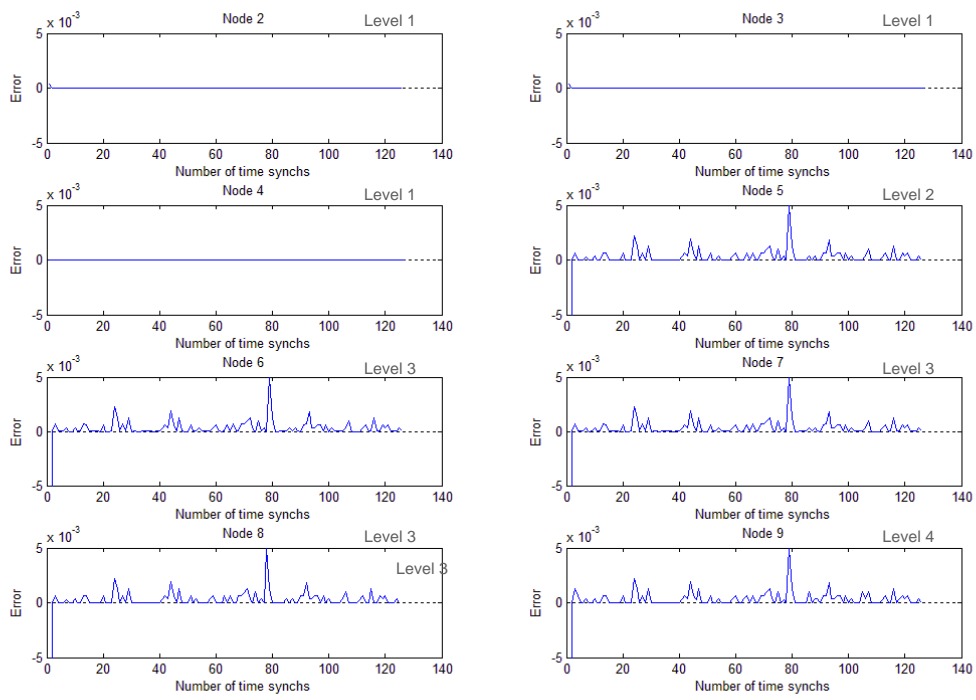 Node 2 Level 1
x 10^-3
5
0
-5
Error
0 20 40 60 80 100 120 140
Number of time synchs
Node 3 Level 1
x 10^-3
5
0
-5
Error
0 20 40 60 80 100 120 140
Number of time synchs
Node 4 Level 1
x 10^-3
5
0
-5
Error
0 20 40 60 80 100 120 140
Number of time synchs
Node 5 Level 2
x 10^-3
5
0
-5
Error
0 20 40 60 80 100 120 140
Number of time synchs
Node 6 Level 3
x 10^-3
5
0
-5
Error
0 20 40 60 80 100 120 140
Number of time synchs
Node 7 Level 3
x 10^-3
5
0
-5
Error
0 20 40 60 80 100 120 140
Number of time synchs
Node 8 Level 3
Level 3
x 10^-3
5
0
-5
Error
0 20 40 60 80 100 120 140
Number of time synchs
Node 9 Level 4
x 10^-3
5
0
-5
Error
0 20 40 60 80 100 120 140
Number of time synchs